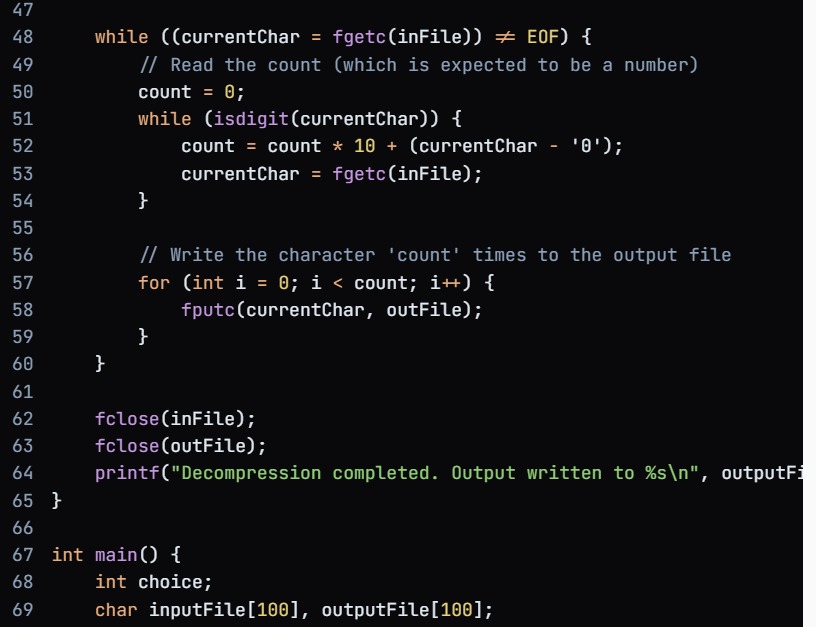 47
48 while ((currentChar = fgetc(inFile)) != EOF) {
49 // Read the count (which is expected to be a number)
50 count = 0;
51 while (isdigit(currentChar)) {
52 count = count * 10 + (currentChar - '0');
53 currentChar = fgetc(inFile);
54 }
55
56 // Write the character 'count' times to the output file
57 for (int i = 0; i < count; i++) {
58 fputc(currentChar, outFile);
59 }
60 }
61
62 fclose(inFile);
63 fclose(outFile);
64 printf("Decompression completed. Output written to %s\n", outputFi
65 }
66
67 int main() {
68 int choice;
69 char inputFile[100], outputFile[100];